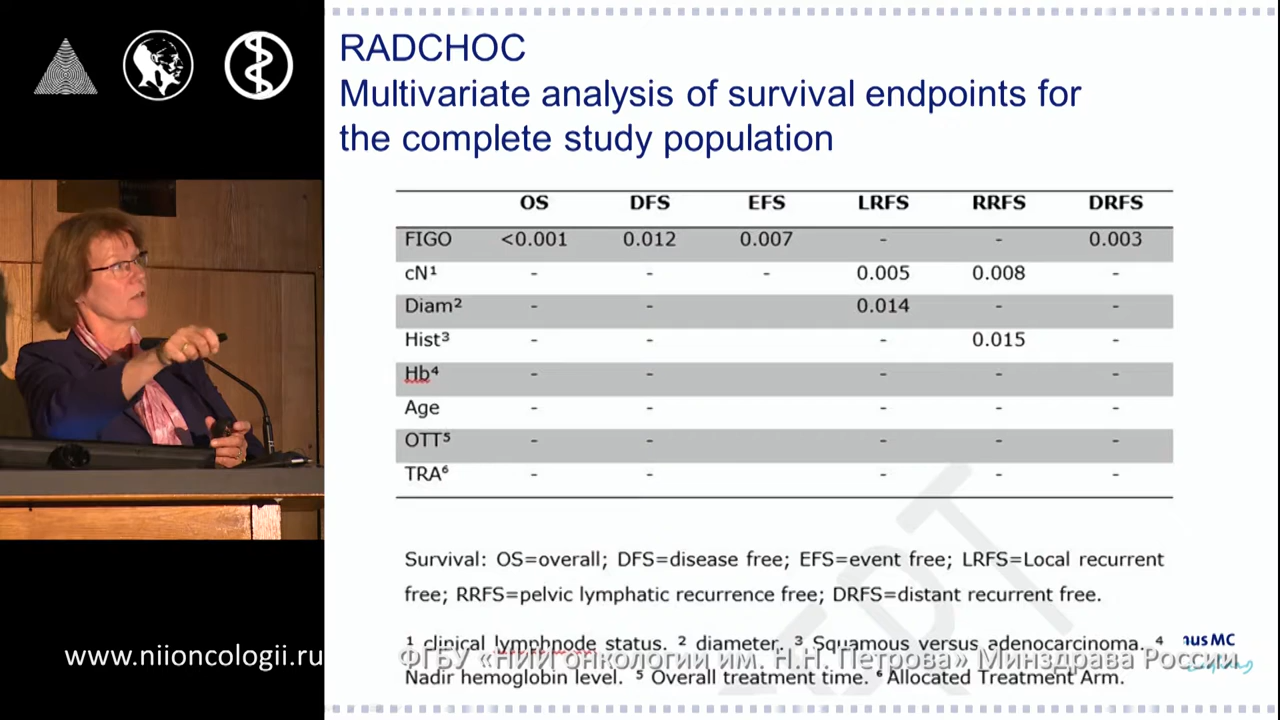 RADCHOC
Multivariate analysis of survival endpoints for
the complete study population
OS DFS EFS LRFS RRFS DRFS
FIGO <0.001 0.012 0.007 - - 0.003
cN¹ - - - 0.005 0.008 -
Diam² - - 0.014 - -
Hist³ - - - 0.015 -
Hb⁴ - - - - -
Age - - - - -
OTT⁵ - - - - -
TRA⁶ - - - - -
Survival: OS=overall; DFS=disease free; EFS=event free; LRFS=Local recurrent
free; RRFS=pelvic lymphatic recurrence free; DRFS=distant recurrent free.
¹ clinical lymphnode status. ² diameter. ³ Squamous versus adenocarcinoma. ⁴
Nadir hemoglobin level. ⁵ Overall treatment time. ⁶ Allocated Treatment Arm.
MC
www.niioncologii.ru
ФГБУ «НИИ онкологии им. Н.Н. Петрова» Минздрава России